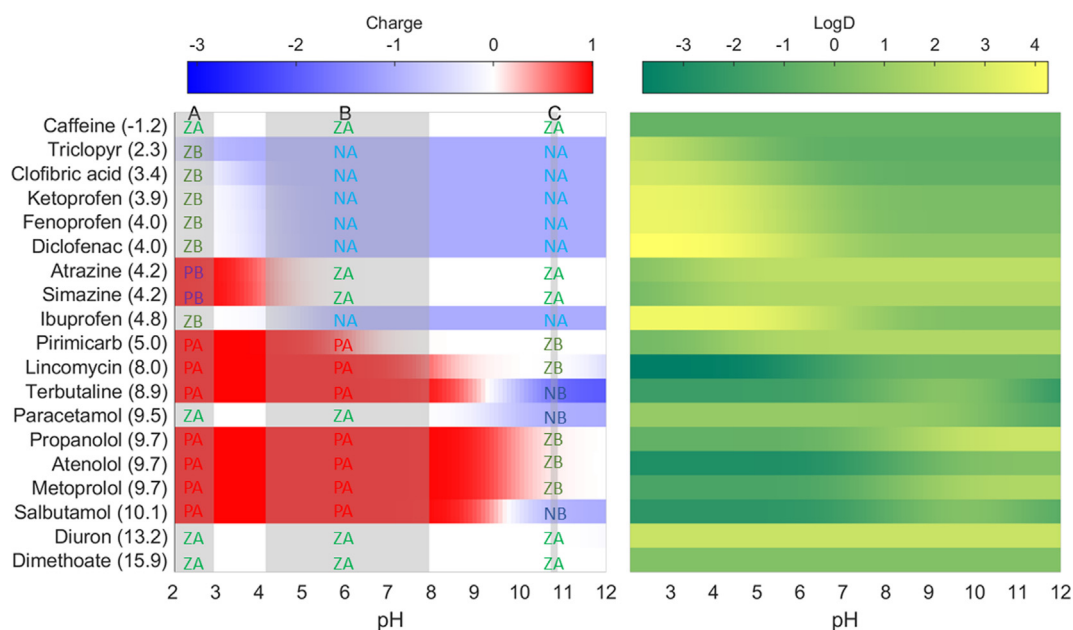 Charge LogD
-3 -2 -1 0 1 -3 -2 -1 0 1 2 3 4
A B C
Caffeine (-1.2) ZA ZA ZA
Triclopyr (2.3) ZB NA NA
Clofibric acid (3.4) ZB NA NA
Ketoprofen (3.9) ZB NA NA
Fenoprofen (4.0) ZB NA NA
Diclofenac (4.0) ZB NA NA
Atrazine (4.2) PB ZA ZA
Simazine (4.2) PB ZA ZA
Ibuprofen (4.8) ZB NA NA
Pirimicarb (5.0) PA PA ZB
Lincomycin (8.0) PA PA ZB
Terbutaline (8.9) PA PA NB
Paracetamol (9.5) ZA ZA NB
Propanolol (9.7) PA PA ZB
Atenolol (9.7) PA PA ZB
Metoprolol (9.7) PA PA ZB
Salbutamol (10.1) PA PA NB
Diuron (13.2) ZA ZA ZA
Dimethoate (15.9) ZA ZA ZA
2 3 4 5 6 7 8 9 10 11 12 3 4 5 6 7 8 9 10 11 12
pH pH